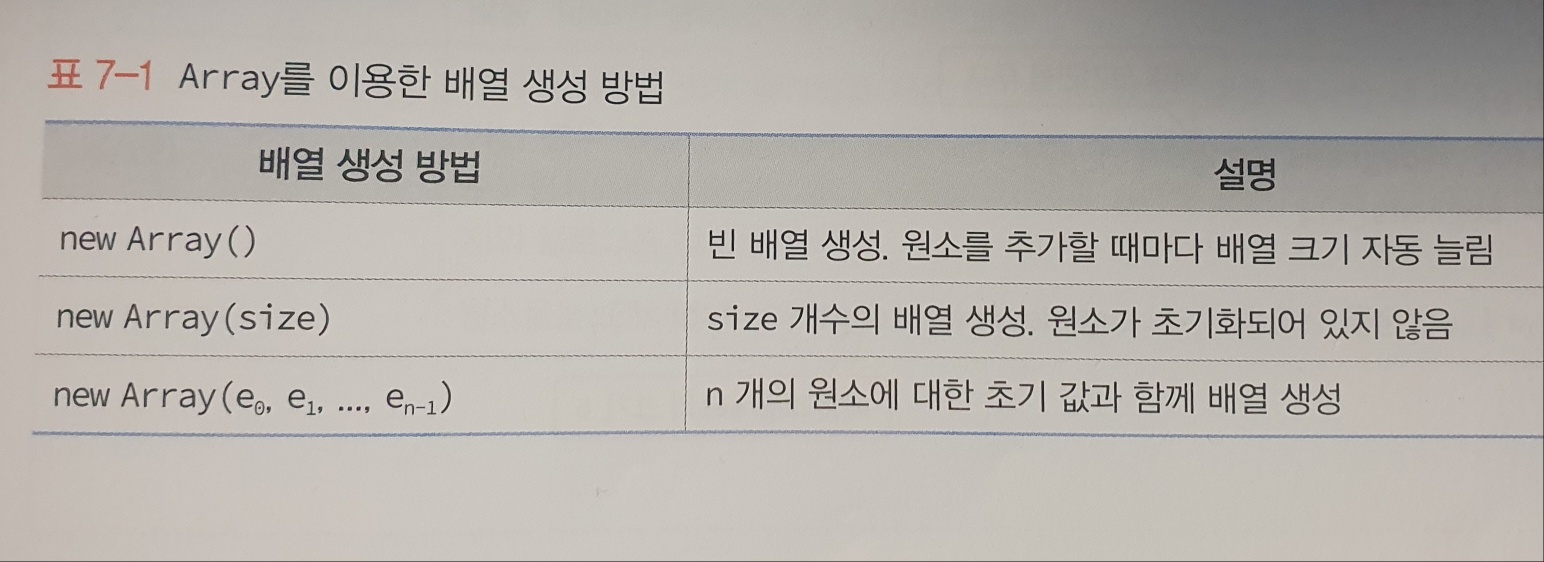 표 7-1 Array를 이용한 배열 생성 방법
배열 생성 방법 설명
new Array() 빈 배열 생성. 원소를 추가할 때마다 배열 크기 자동 늘림
new Array(size) size 개수의 배열 생성. 원소가 초기화되어 있지 않음
new Array(e₀, e₁, ..., eₙ₋₁) n 개의 원소에 대한 초기 값과 함께 배열 생성